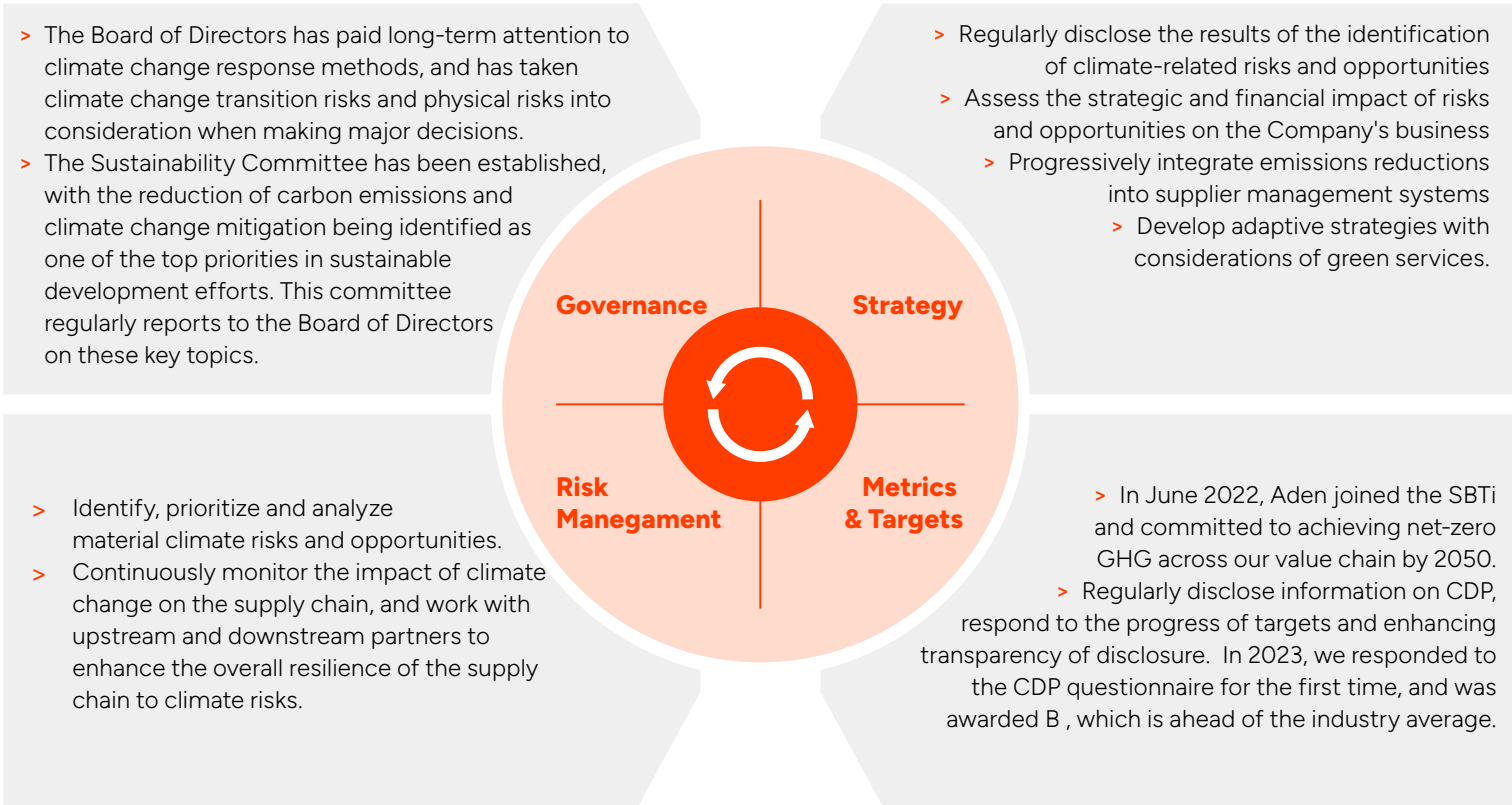 > The Board of Directors has paid long-term attention to
climate change response methods, and has taken
climate change transition risks and physical risks into
consideration when making major decisions.
> The Sustainability Committee has been established,
with the reduction of carbon emissions and
climate change mitigation being identified as
one of the top priorities in sustainable
development efforts. This committee
regularly reports to the Board of Directors
on these key topics.
> Regularly disclose the results of the identification
of climate-related risks and opportunities
> Assess the strategic and financial impact of risks
and opportunities on the Company's business
> Progressively integrate emissions reductions
into supplier management systems
> Develop adaptive strategies with
considerations of green services.
Governance
Strategy
Risk
Manegament
Metrics
& Targets
> Identify, prioritize and analyze
material climate risks and opportunities.
> Continuously monitor the impact of climate
change on the supply chain, and work with
upstream and downstream partners to
enhance the overall resilience of the supply
chain to climate risks.
> In June 2022, Aden joined the SBTi
and committed to achieving net-zero
GHG across our value chain by 2050.
> Regularly disclose information on CDP,
respond to the progress of targets and enhancing
transparency of disclosure. In 2023, we responded to
the CDP questionnaire for the first time, and was
awarded B , which is ahead of the industry average.